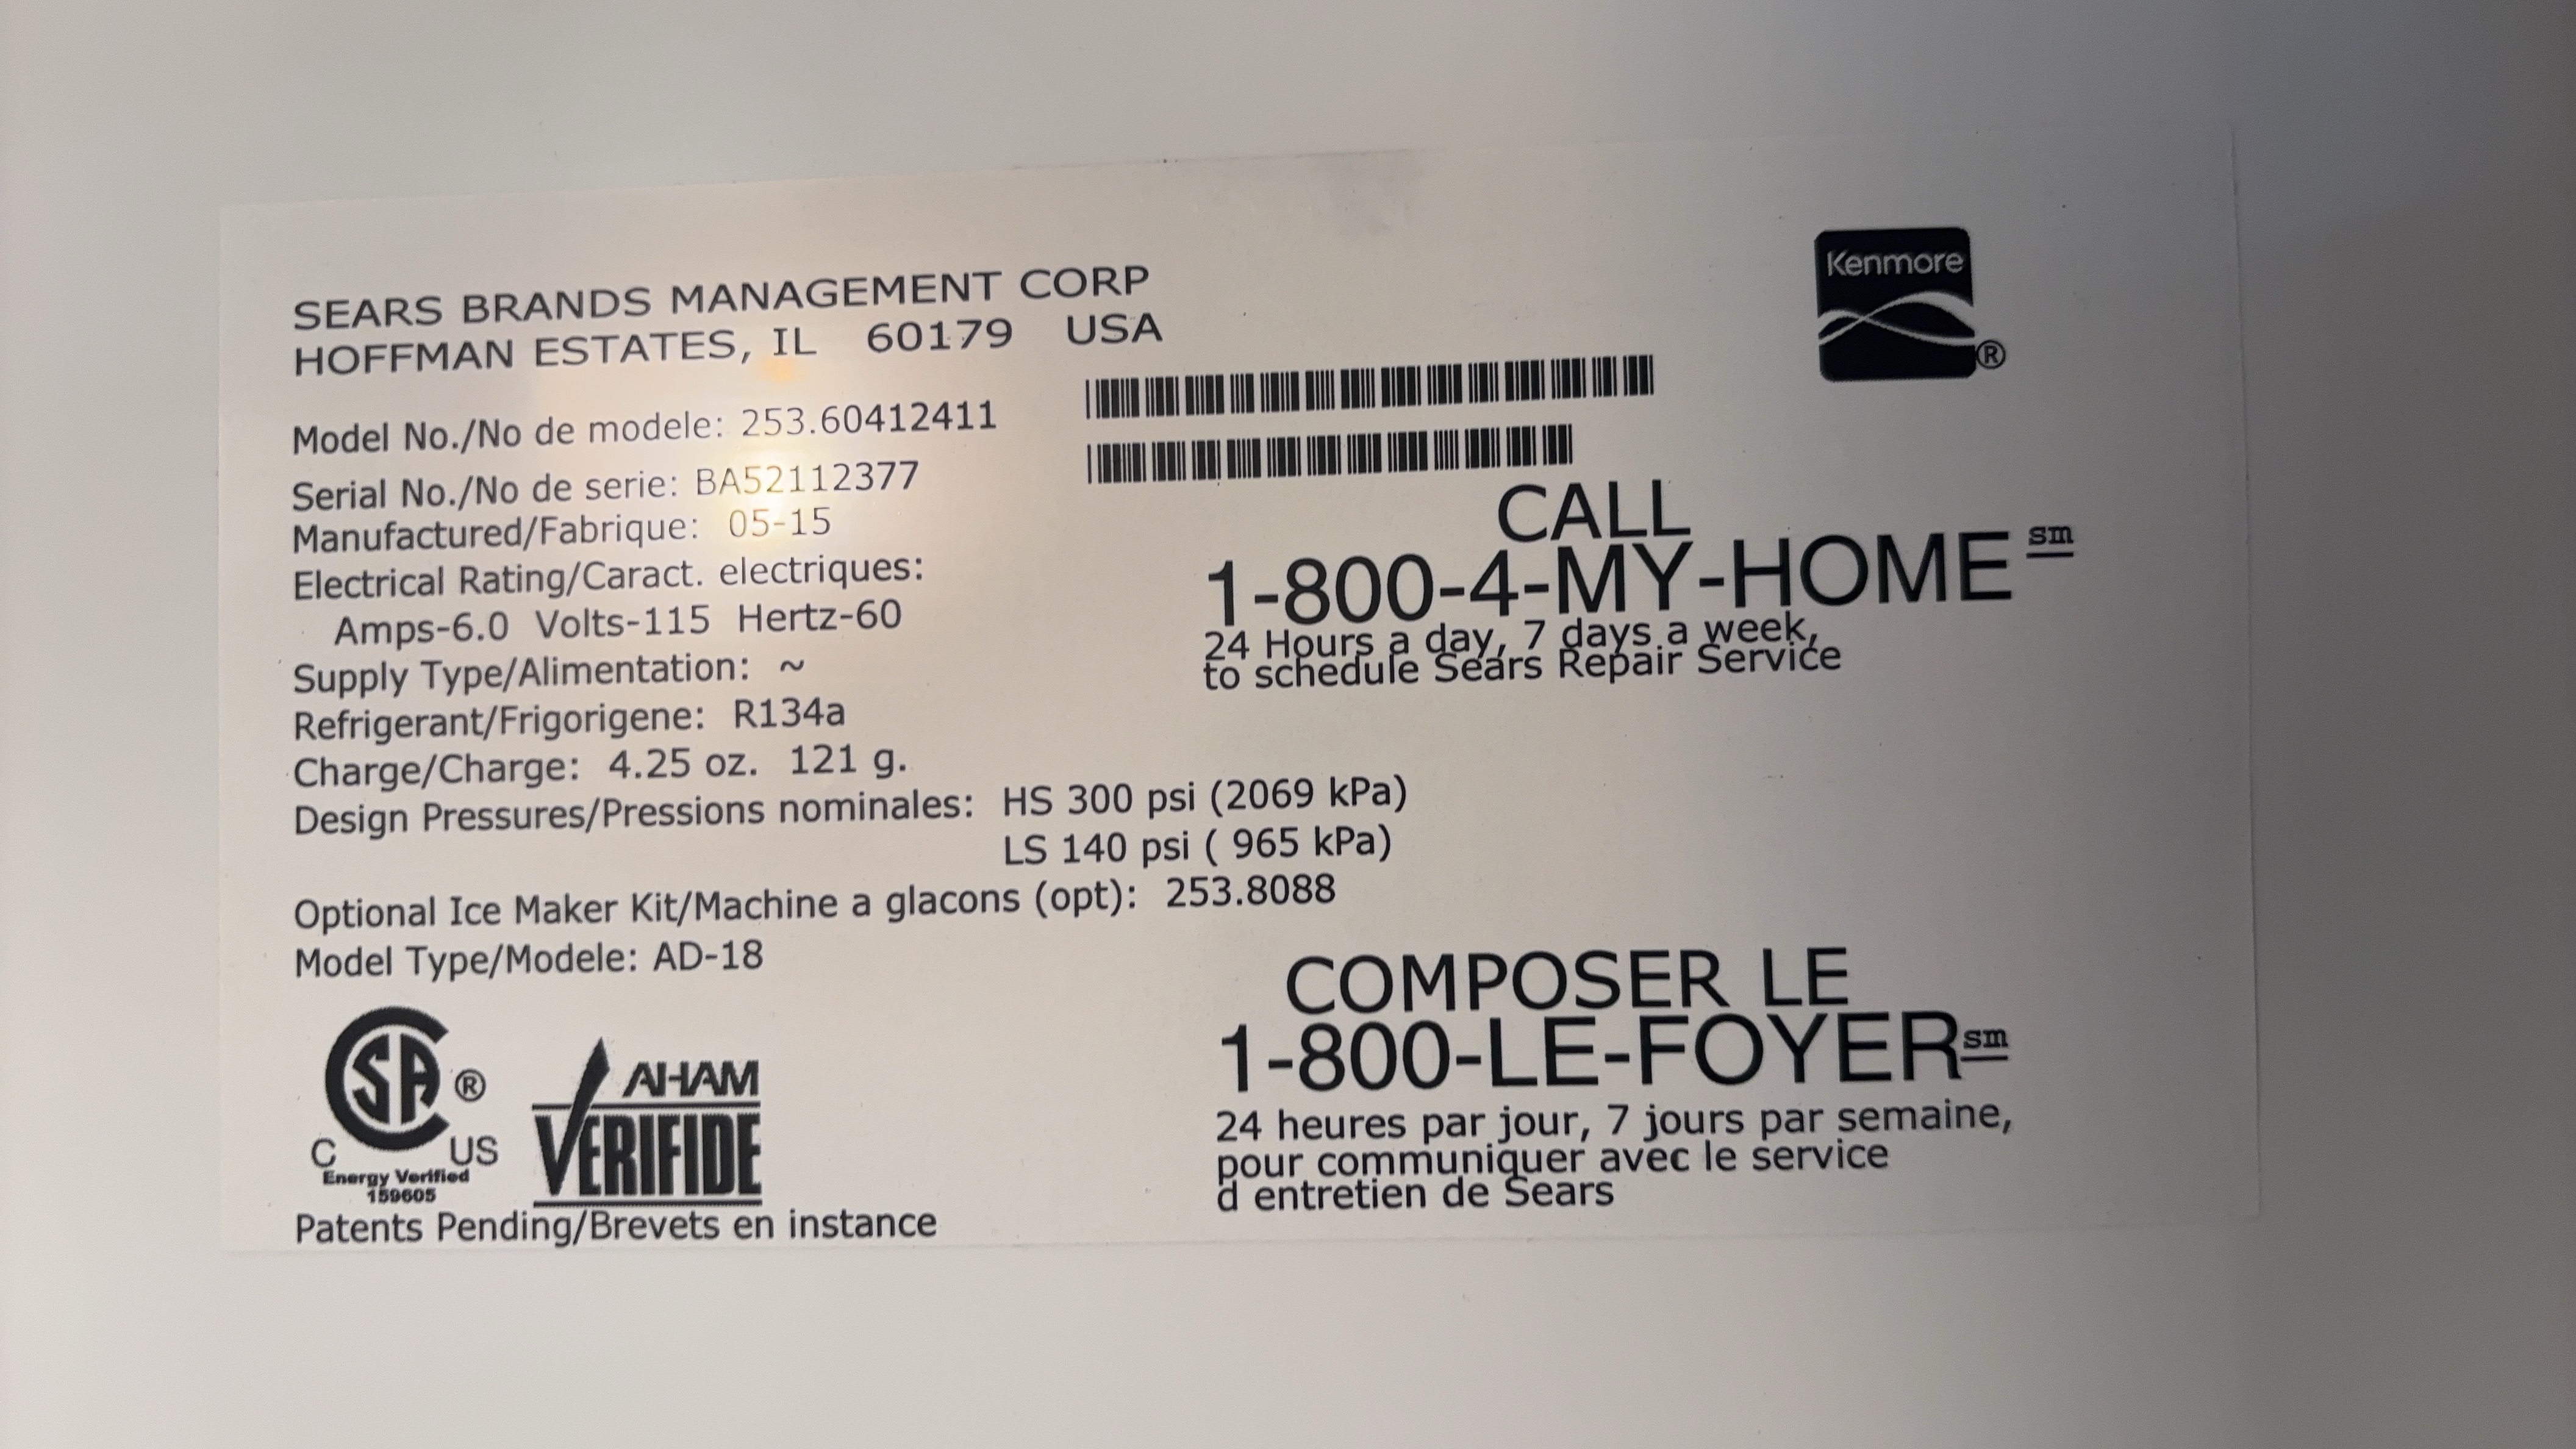 SEARS BRANDS MANAGEMENT CORP
HOFFMAN ESTATES, IL 60179 USA
Kenmore
®
Model No./No de modele: 253.60412411
Serial No./No de serie: BA52112377
Manufactured/Fabrique: 05-15
Electrical Rating/Caract. electriques:
Amps-6.0 Volts-115 Hertz-60
Supply Type/Alimentation: ~
Refrigerant/Frigorigene: R134a
Charge/Charge: 4.25 oz. 121 g.
Design Pressures/Pressions nominales: HS 300 psi (2069 kPa)
LS 140 psi ( 965 kPa)
Optional Ice Maker Kit/Machine a glacons (opt): 253.8088
Model Type/Modele: AD-18
CSA ®
C US
Energy Verified
159605
AHAM
VERIFIDE
Patents Pending/Brevets en instance
CALL
1-800-4-MY-HOME sm
24 Hours a day, 7 days a week,
to schedule Sears Repair Service
COMPOSER LE
1-800-LE-FOYER sm
24 heures par jour, 7 jours par semaine,
pour communiquer avec le service
d entretien de Sears